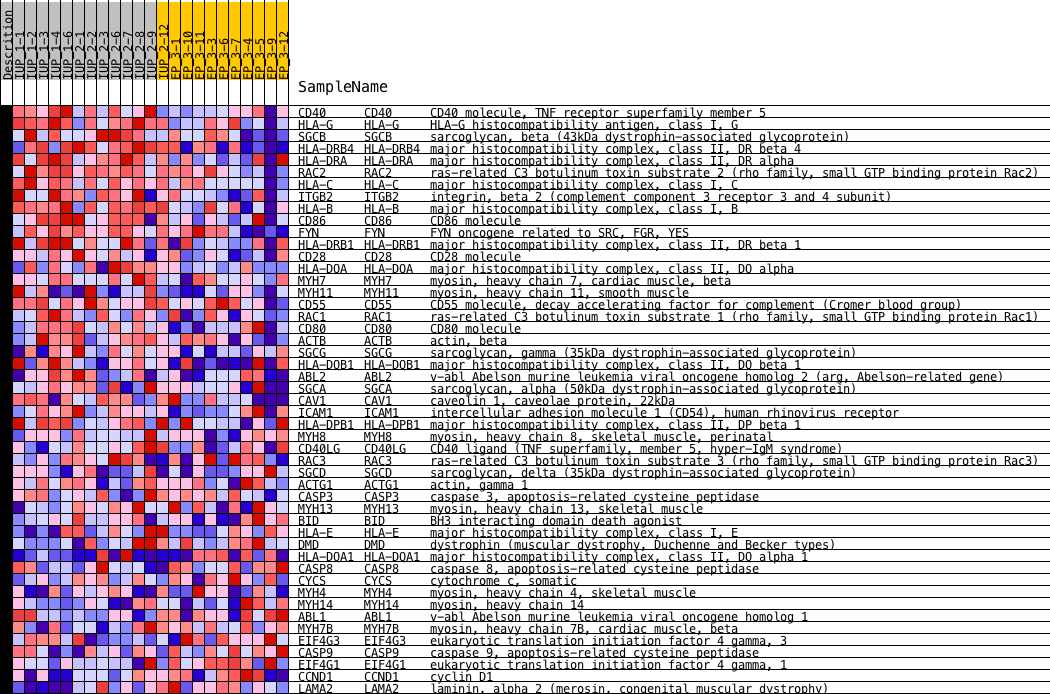 Descrition
IUP_1-1
IUP_1-2
IUP_1-3
IUP_1-4
IUP_1-6
IUP_2-1
IUP_2-2
IUP_2-3
IUP_2-6
IUP_2-7
IUP_2-8
IUP_2-9
IUP_2-12
EP_3-1
EP_3-10
EP_3-11
EP_3-3
EP_3-6
EP_3-7
EP_3-4
EP_3-5
EP_3-9
EP_3-12
SampleName
CD40 CD40 CD40 molecule, TNF receptor superfamily member 5
HLA-G HLA-G HLA-G histocompatibility antigen, class I, G
SGCB SGCB sarcoglycan, beta (43kDa dystrophin-associated glycoprotein)
HLA-DRB4 HLA-DRB4 major histocompatibility complex, class II, DR beta 4
HLA-DRA HLA-DRA major histocompatibility complex, class II, DR alpha
RAC2 RAC2 ras-related C3 botulinum toxin substrate 2 (rho family, small GTP binding protein Rac2)
HLA-C HLA-C major histocompatibility complex, class I, C
ITGB2 ITGB2 integrin, beta 2 (complement component 3 receptor 3 and 4 subunit)
HLA-B HLA-B major histocompatibility complex, class I, B
CD86 CD86 CD86 molecule
FYN FYN FYN oncogene related to SRC, FGR, YES
HLA-DRB1 HLA-DRB1 major histocompatibility complex, class II, DR beta 1
CD28 CD28 CD28 molecule
HLA-DOA HLA-DOA major histocompatibility complex, class II, DO alpha
MYH7 MYH7 myosin, heavy chain 7, cardiac muscle, beta
MYH11 MYH11 myosin, heavy chain 11, smooth muscle
CD55 CD55 CD55 molecule, decay accelerating factor for complement (Cromer blood group)
RAC1 RAC1 ras-related C3 botulinum toxin substrate 1 (rho family, small GTP binding protein Rac1)
CD80 CD80 CD80 molecule
ACTB ACTB actin, beta
SGCG SGCG sarcoglycan, gamma (35kDa dystrophin-associated glycoprotein)
HLA-DOB1 HLA-DOB1 major histocompatibility complex, class II, DO beta 1
ABL2 ABL2 v-abl Abelson murine leukemia viral oncogene homolog 2 (arg, Abelson-related gene)
SGCA SGCA sarcoglycan, alpha (50kDa dystrophin-associated glycoprotein)
CAV1 CAV1 caveolin 1, caveolae protein, 22kDa
ICAM1 ICAM1 intercellular adhesion molecule 1 (CD54), human rhinovirus receptor
HLA-DPB1 HLA-DPB1 major histocompatibility complex, class II, DP beta 1
MYH8 MYH8 myosin, heavy chain 8, skeletal muscle, perinatal
CD40LG CD40LG CD40 ligand (TNF superfamily, member 5, hyper-IgM syndrome)
RAC3 RAC3 ras-related C3 botulinum toxin substrate 3 (rho family, small GTP binding protein Rac3)
SGCD SGCD sarcoglycan, delta (35kDa dystrophin-associated glycoprotein)
ACTG1 ACTG1 actin, gamma 1
CASP3 CASP3 caspase 3, apoptosis-related cysteine peptidase
MYH13 MYH13 myosin, heavy chain 13, skeletal muscle
BID BID BH3 interacting domain death agonist
HLA-E HLA-E major histocompatibility complex, class I, E
DMD DMD dystrophin (muscular dystrophy, Duchenne and Becker types)
HLA-DOA1 HLA-DOA1 major histocompatibility complex, class II, DO alpha 1
CASP8 CASP8 caspase 8, apoptosis-related cysteine peptidase
CYCS CYCS cytochrome c, somatic
MYH4 MYH4 myosin, heavy chain 4, skeletal muscle
MYH14 MYH14 myosin, heavy chain 14
ABL1 ABL1 v-abl Abelson murine leukemia viral oncogene homolog 1
MYH7B MYH7B myosin, heavy chain 7B, cardiac muscle, beta
EIF4G3 EIF4G3 eukaryotic translation initiation factor 4 gamma, 3
CASP9 CASP9 caspase 9, apoptosis-related cysteine peptidase
EIF4G1 EIF4G1 eukaryotic translation initiation factor 4 gamma, 1
CCND1 CCND1 cyclin D1
LAMA2 LAMA2 laminin, alpha 2 (merosin, congenital muscular dystrophy)